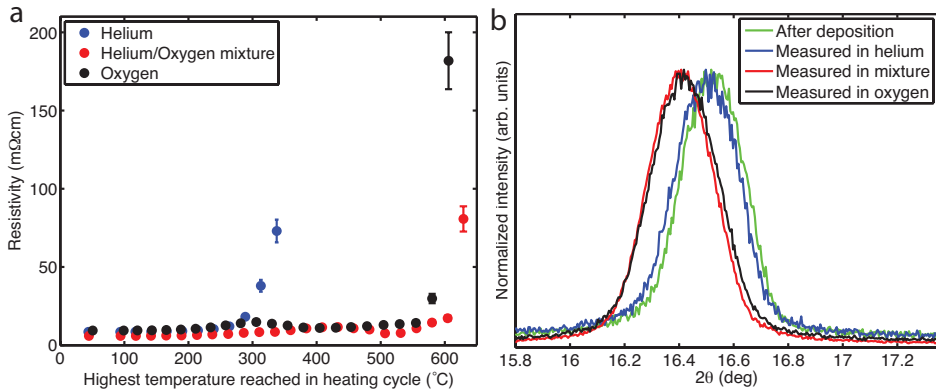 a
Resistivity (mΩcm)
200
150
100
50
0
0
100
200
300
400
500
600
Highest temperature reached in heating cycle (°C)
Helium
Helium/Oxygen mixture
Oxygen
b
Normalized intensity (arb. units)
After deposition
Measured in helium
Measured in mixture
Measured in oxygen
15.8
16
16.2
16.4
16.6
16.8
17
17.2
2θ (deg)